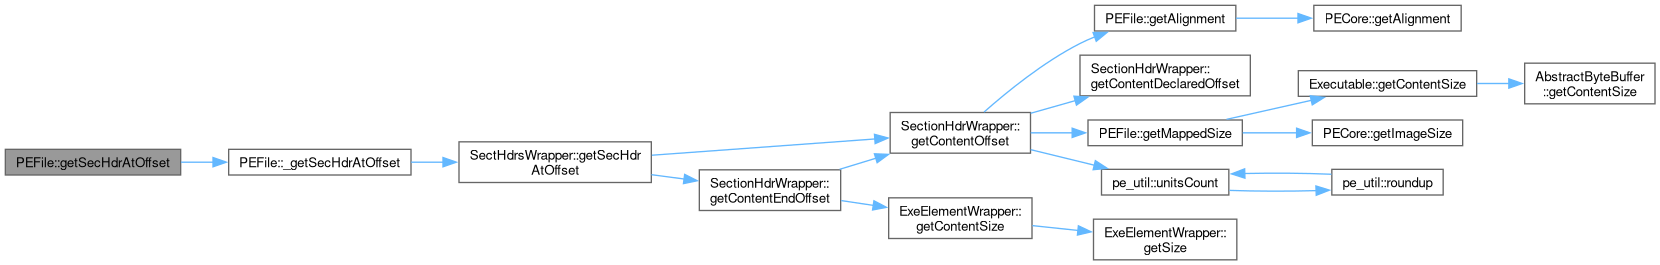 PEFile::getSecHdrAtOffset
PEFile::_getSecHdrAtOffset
SectHdrsWrapper::getSecHdr
AtOffset
SectionHdrWrapper::
getContentOffset
SectionHdrWrapper::
getContentEndOffset
PEFile::getAlignment
PECore::getAlignment
SectionHdrWrapper::
getContentDeclaredOffset
PEFile::getMappedSize
Executable::getContentSize
AbstractByteBuffer
::getContentSize
PECore::getImageSize
pe_util::unitsCount
pe_util::roundup
ExeElementWrapper::
getContentSize
ExeElementWrapper::
getSize